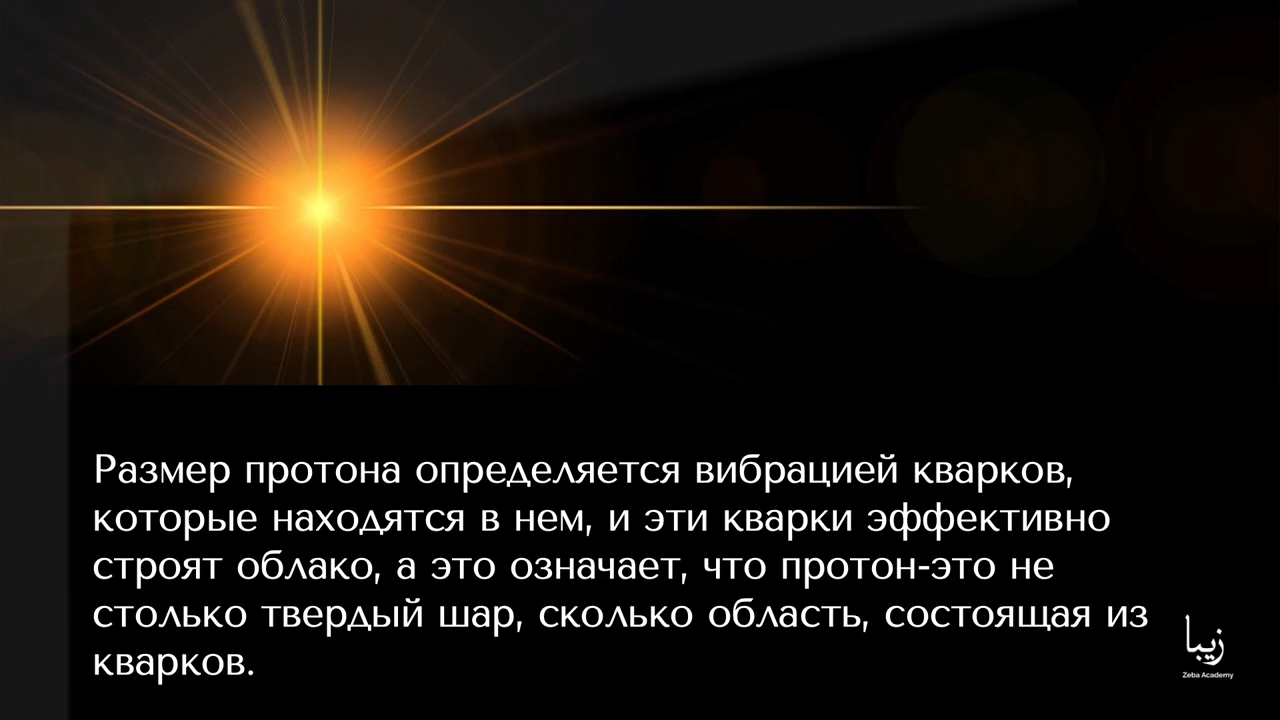 Размер протона определяется вибрацией кварков,
которые находятся в нем, и эти кварки эффективно
строят облако, а это означает, что протон-это не
столько твердый шар, сколько область, состоящая из
кварков.
زیبا
Zeba Academy